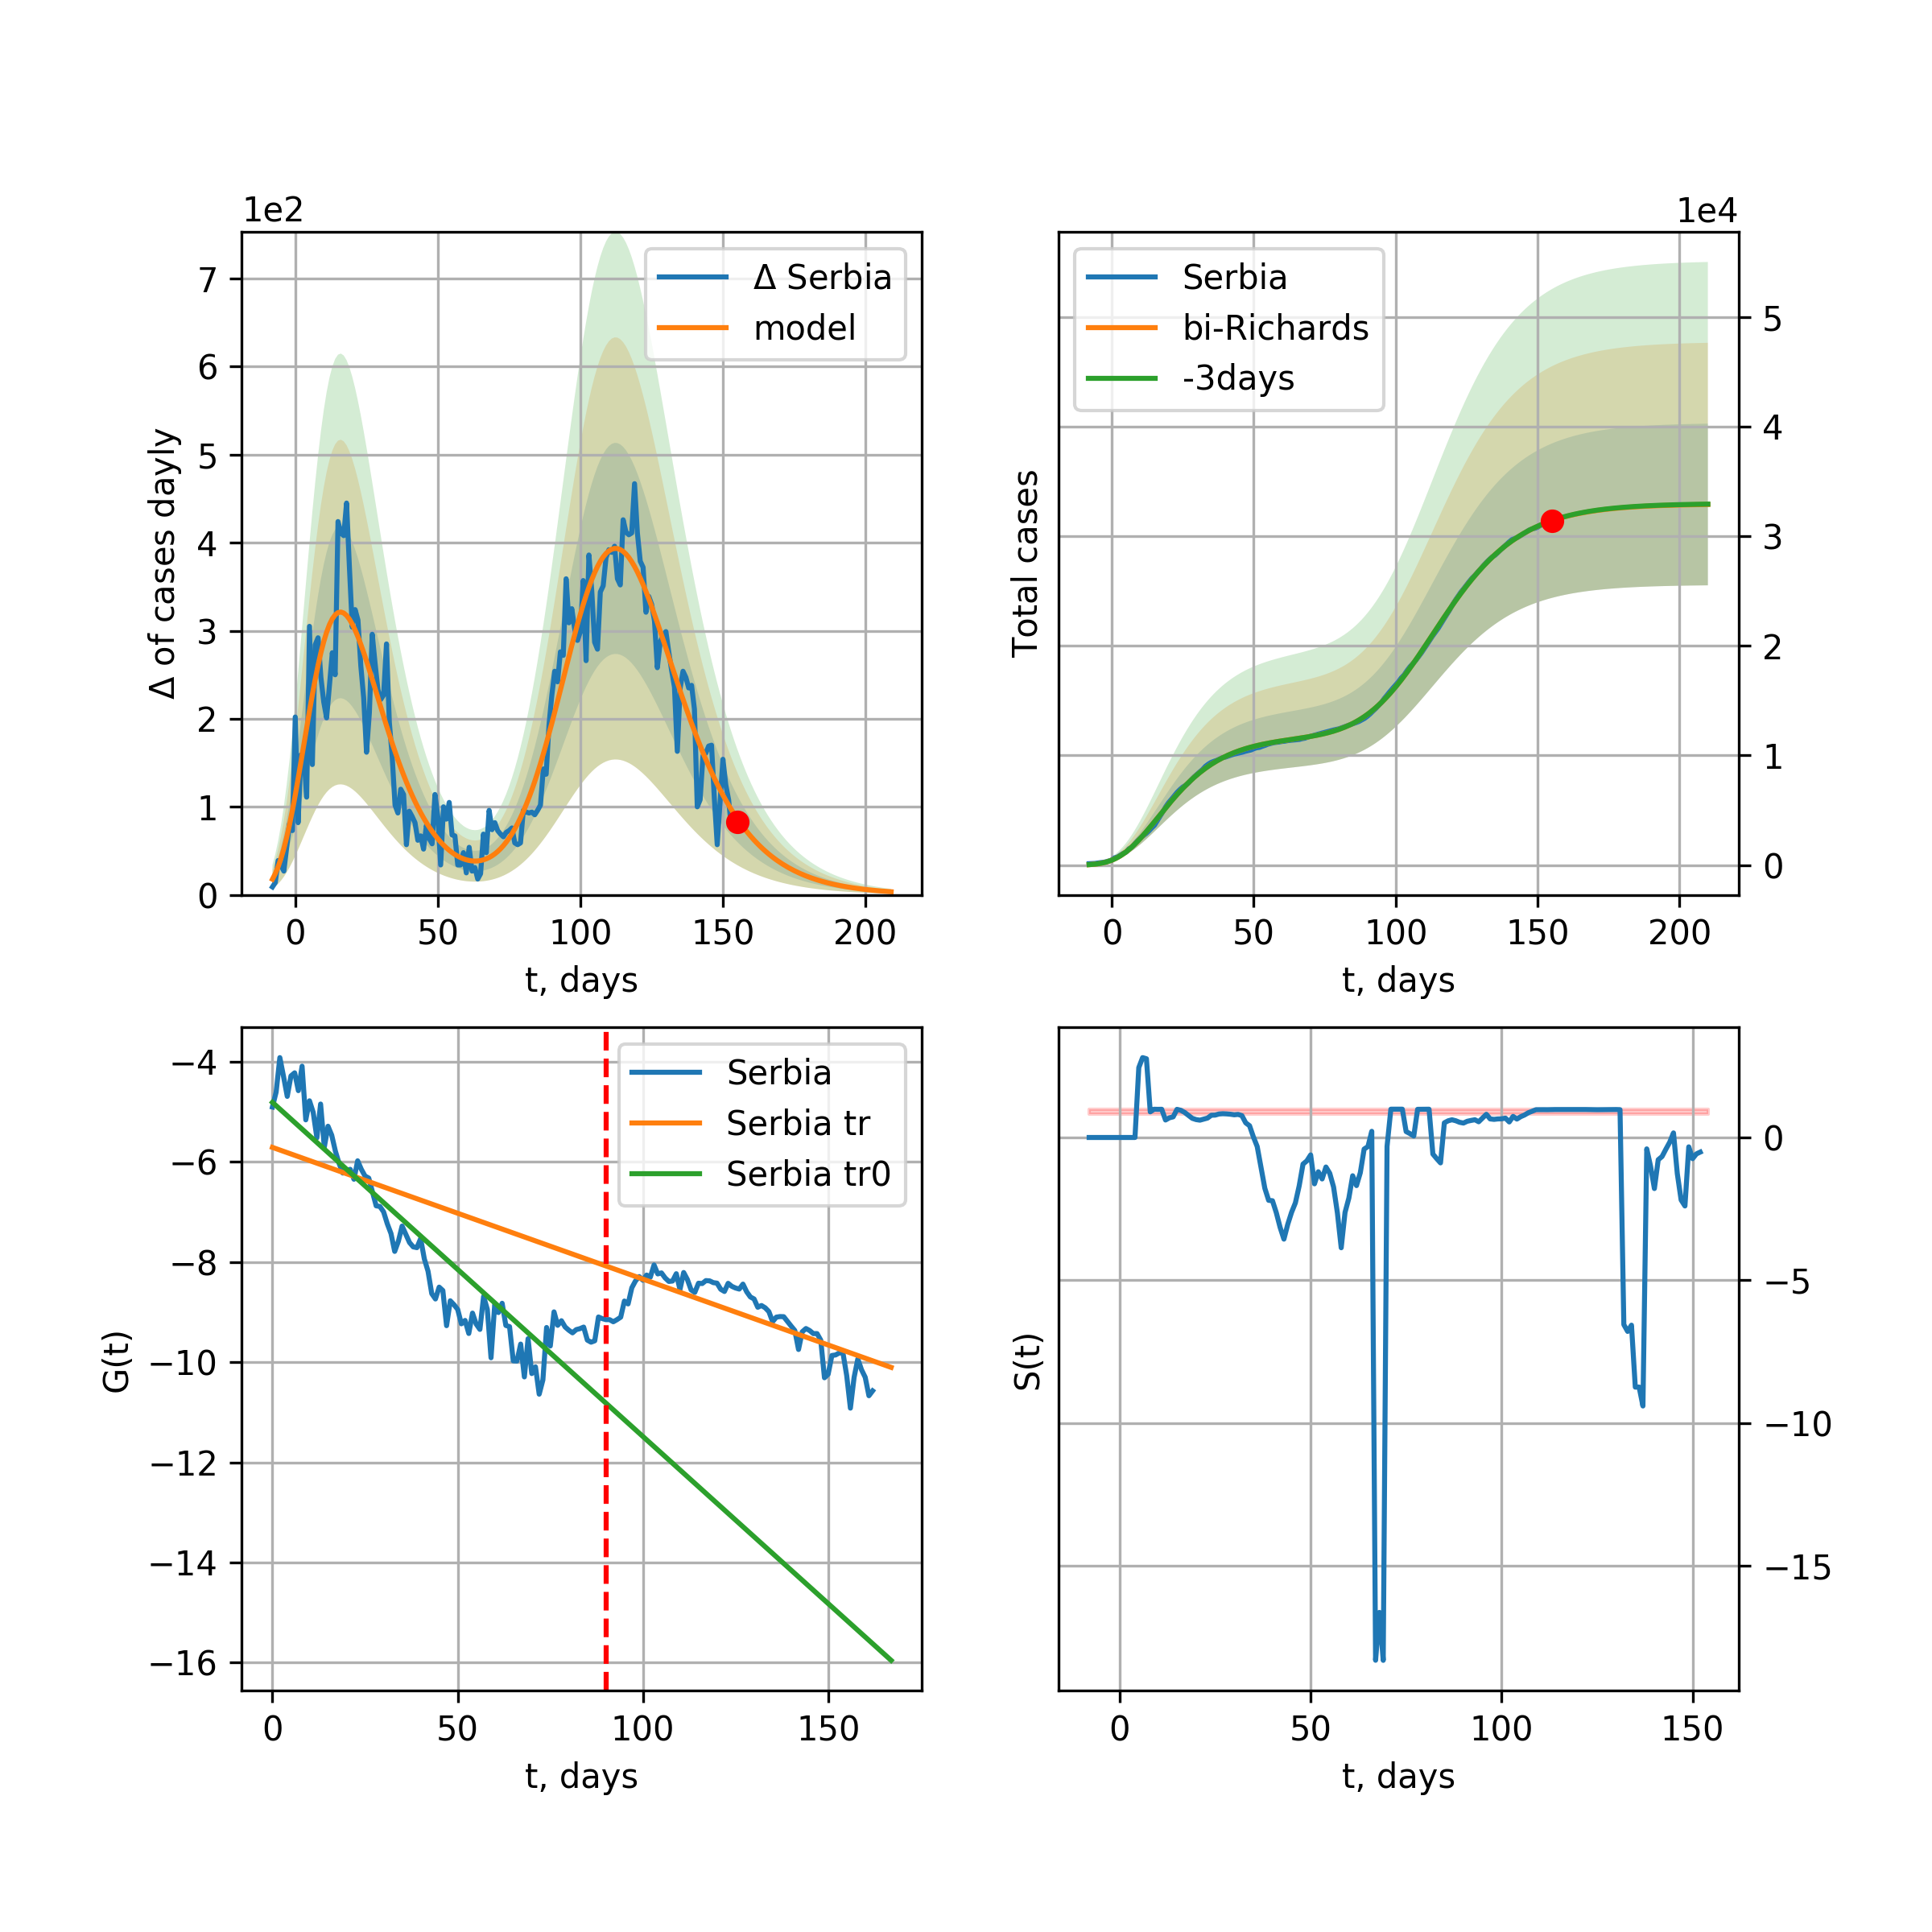 1e2
Δ of cases dayly
7
6
5
4
3
2
1
0
Δ Serbia
model
0 50 100 150 200
t, days
1e4
Total cases
Serbia
bi-Richards
-3days
5
4
3
2
1
0
0 50 100 150 200
t, days
G(t)
−4
−6
−8
−10
−12
−14
−16
Serbia
Serbia tr
Serbia tr0
0 50 100 150
t, days
S(t)
0
−5
−10
−15
0 50 100 150
t, days